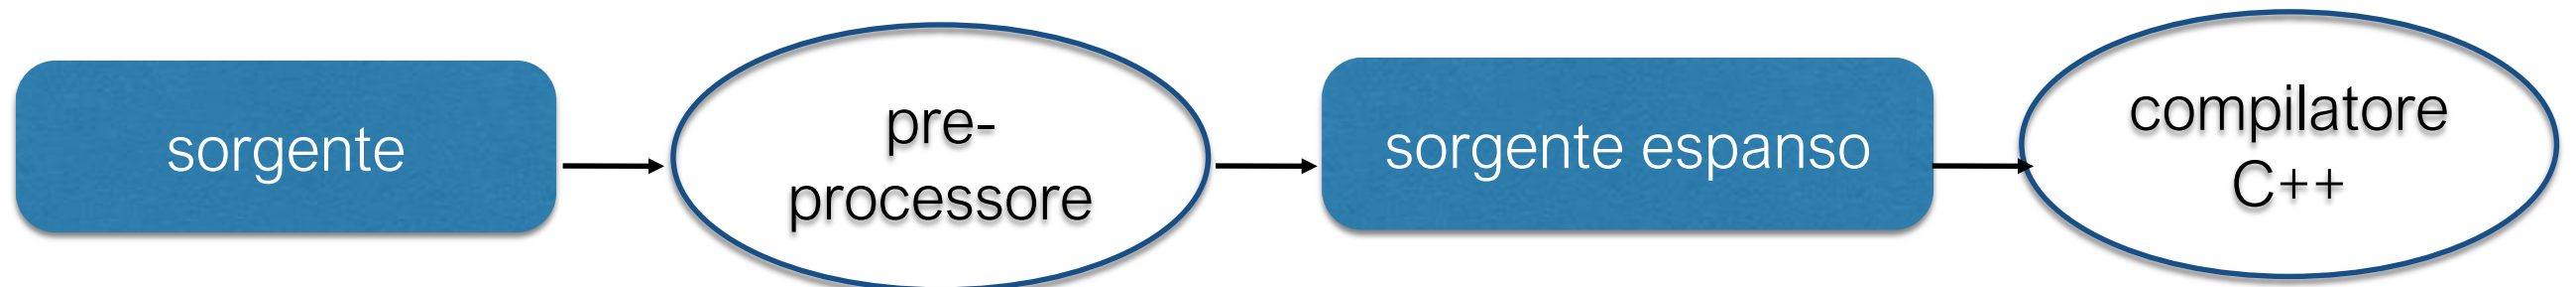 sorgente
pre-
processore
sorgente espanso
compilatore
C++